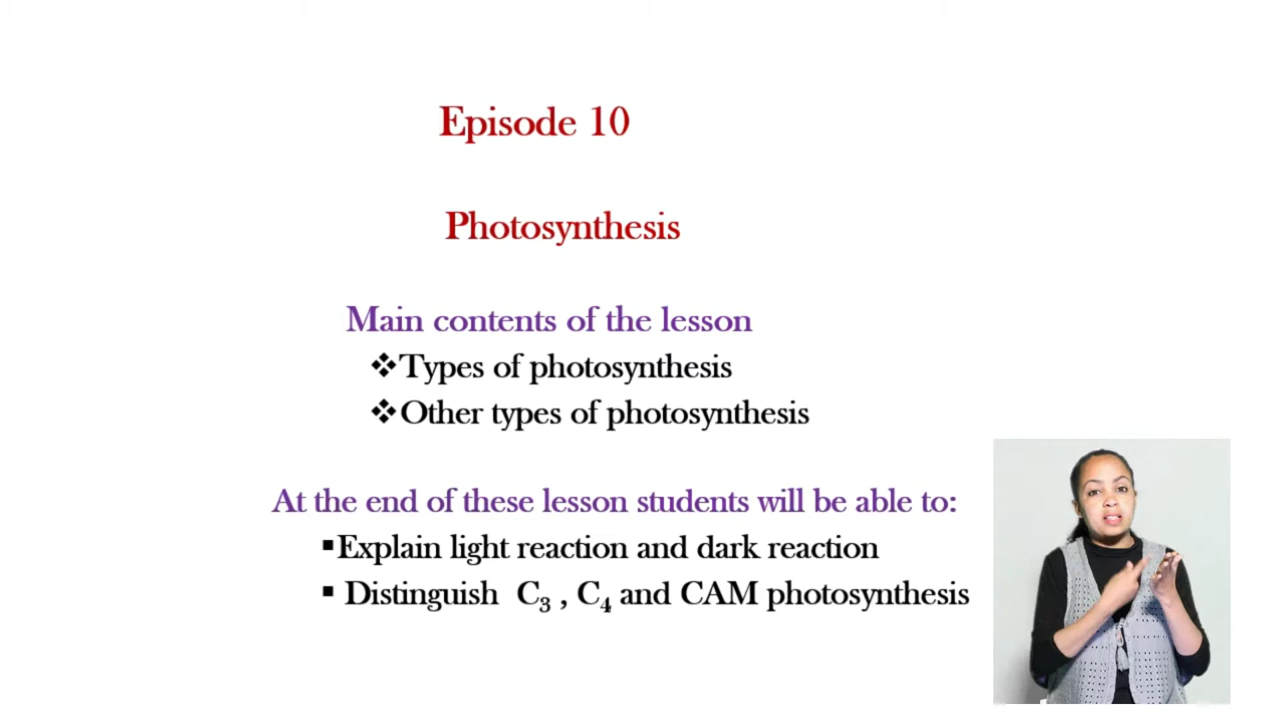 Episode 10
Photosynthesis
Main contents of the lesson
❖Types of photosynthesis
❖Other types of photosynthesis
At the end of these lesson students will be able to:
▪Explain light reaction and dark reaction
▪ Distinguish C₃ , C₄ and CAM photosynthesis